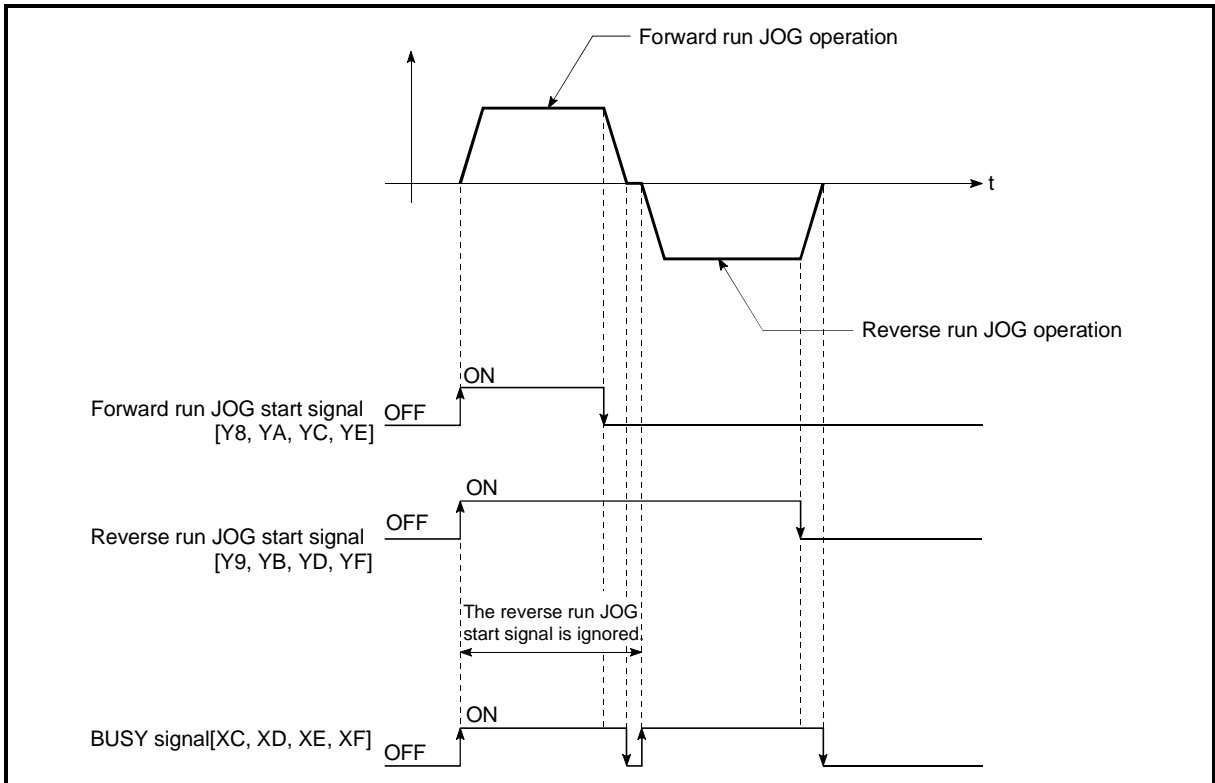 Forward run JOG operation
t
Reverse run JOG operation
ON
Forward run JOG start signal
OFF
[Y8, YA, YC, YE]
ON
OFF
Reverse run JOG start signal
[Y9, YB, YD, YF]
The reverse run JOG
start signal is ignored.
ON
BUSY signal[XC, XD, XE, XF]
OFF